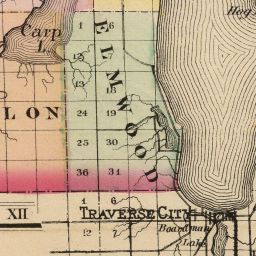 Hog
Carp
L.
ELMWOOD
LON
1 6
12
13 18
24 19
25 30
36 31
XII
1 6
TRAVERSE CITY
12
Boardman
Lake